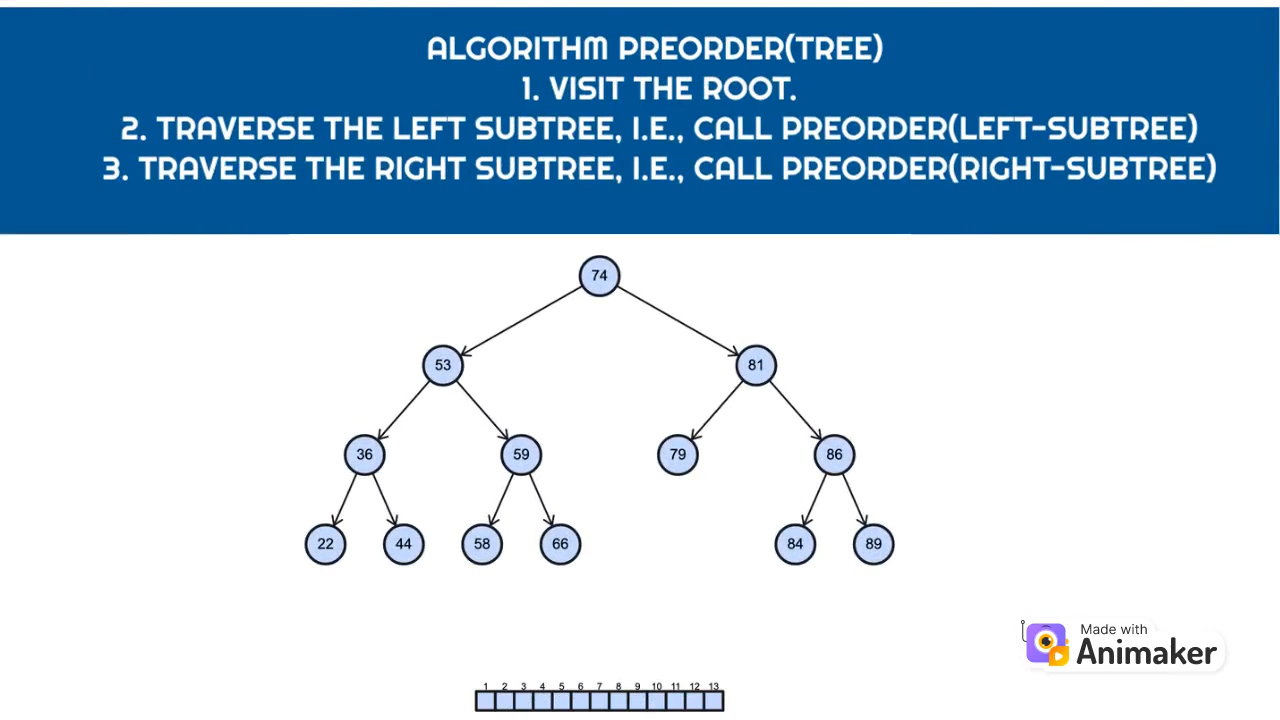 ALGORITHM PREORDER(TREE)
1. VISIT THE ROOT.
2. TRAVERSE THE LEFT SUBTREE, I.E., CALL PREORDER(LEFT-SUBTREE)
3. TRAVERSE THE RIGHT SUBTREE, I.E., CALL PREORDER(RIGHT-SUBTREE)
74
53 81
36 59 79 86
22 44 58 66 84 89
Made with
Animaker
1 2 3 4 5 6 7 8 9 10 11 12 13